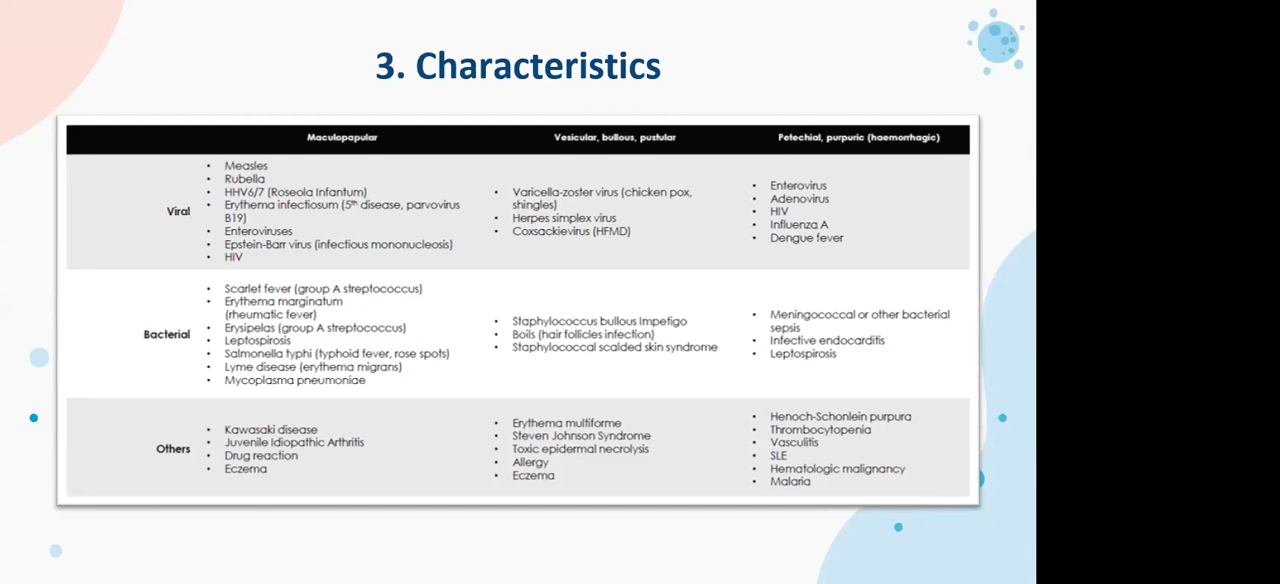 3. Characteristics
Maculopapular
Vesicular, bullous, pustular
Petechial, purpuric (haemorrhagic)
Viral
• Measles
• Rubella
• HHV6/7 (Roseola Infantum)
• Erythema infectiosum (5th disease, parvovirus
B19)
• Enteroviruses
• Epstein-Barr virus (infectious mononucleosis)
• HIV
• Varicella-zoster virus (chicken pox,
shingles)
• Herpes simplex virus
• Coxsackievirus (HFMD)
• Enterovirus
• Adenovirus
• HIV
• Influenza A
• Dengue fever
Bacterial
• Scarlet fever (group A streptococcus)
• Erythema marginatum
(rheumatic fever)
• Erysipelas (group A streptococcus)
• Leptospirosis
• Salmonella typhi (typhoid fever, rose spots)
• Lyme disease (erythema migrans)
• Mycoplasma pneumoniae
• Staphylococcus bullous Impetigo
• Boils (hair follicles infection)
• Staphylococcal scalded skin syndrome
• Meningococcal or other bacterial
sepsis
• Infective endocarditis
• Leptospirosis
Others
• Kawasaki disease
• Juvenile Idiopathic Arthritis
• Drug reaction
• Eczema
• Erythema multiforme
• Steven Johnson Syndrome
• Toxic epidermal necrolysis
• Allergy
• Eczema
• Henoch-Schonlein purpura
• Thrombocytopenia
• Vasculitis
• SLE
• Hematologic malignancy
• Malaria